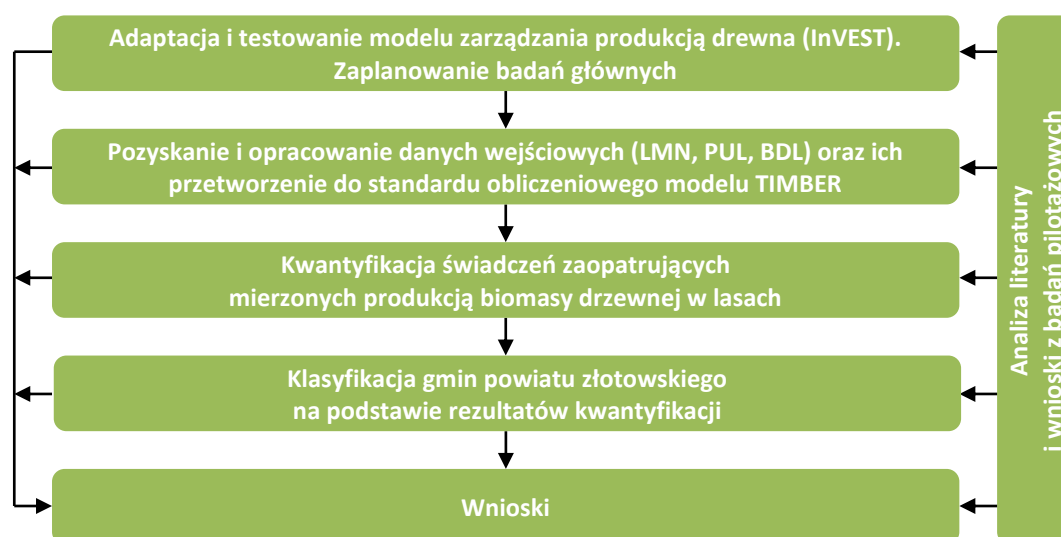 Adaptacja i testowanie modelu zarządzania produkcją drewna (InVEST).
Zaplanowanie badań głównych
Pozyskanie i opracowanie danych wejściowych (LMN, PUL, BDL) oraz ich
przetworzenie do standardu obliczeniowego modelu TIMBER
Kwantyfikacja świadczeń zaopatrujących
mierzonych produkcją biomasy drzewnej w lasach
Klasyfikacja gmin powiatu złotowskiego
na podstawie rezultatów kwantyfikacji
Wnioski
Analiza literatury
i wnioski z badań pilotażowych